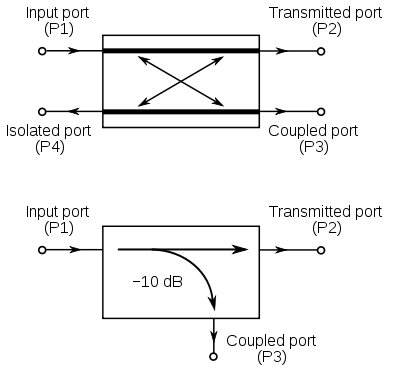 Input port
(P1)
Transmitted port
(P2)
Isolated port
(P4)
Coupled port
(P3)
Input port
(P1)
Transmitted port
(P2)
−10 dB
Coupled port
(P3)